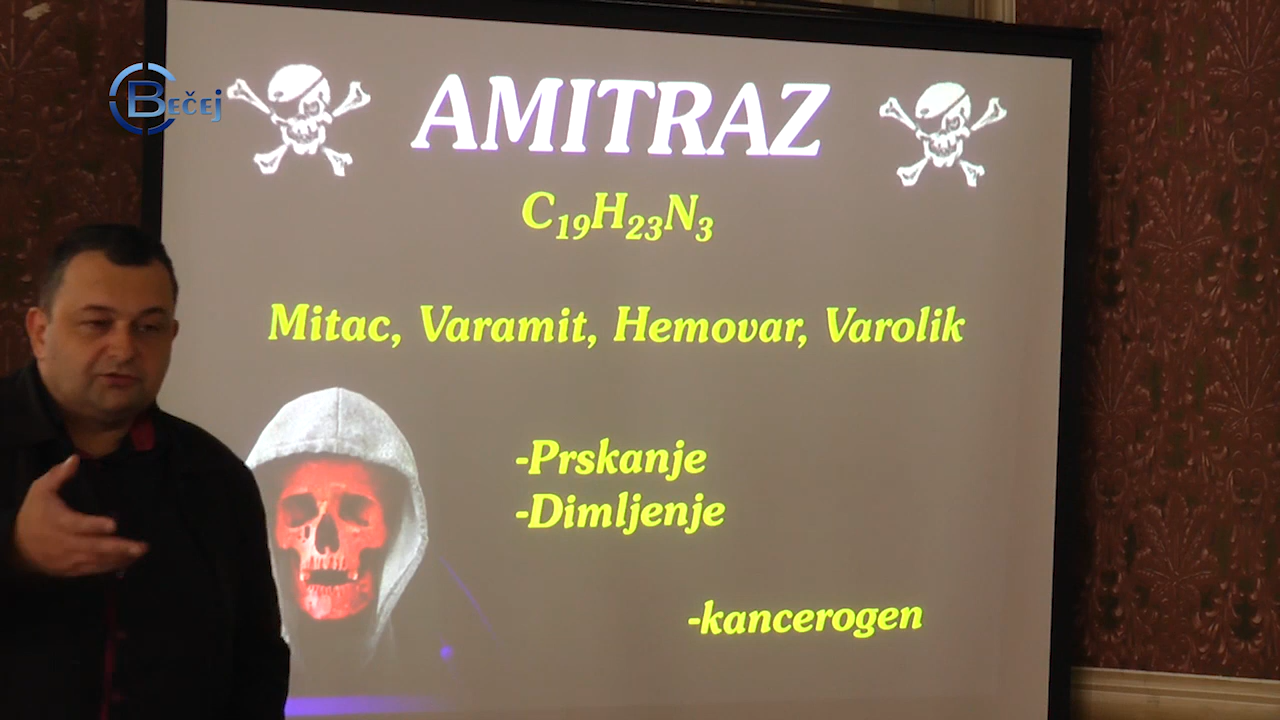 BEČEJ
AMITRAZ
C₁₉H₂₃N₃
Mitac, Varamit, Hemovar, Varolik
-Prskanje
-Dimljenje
-kancerogen